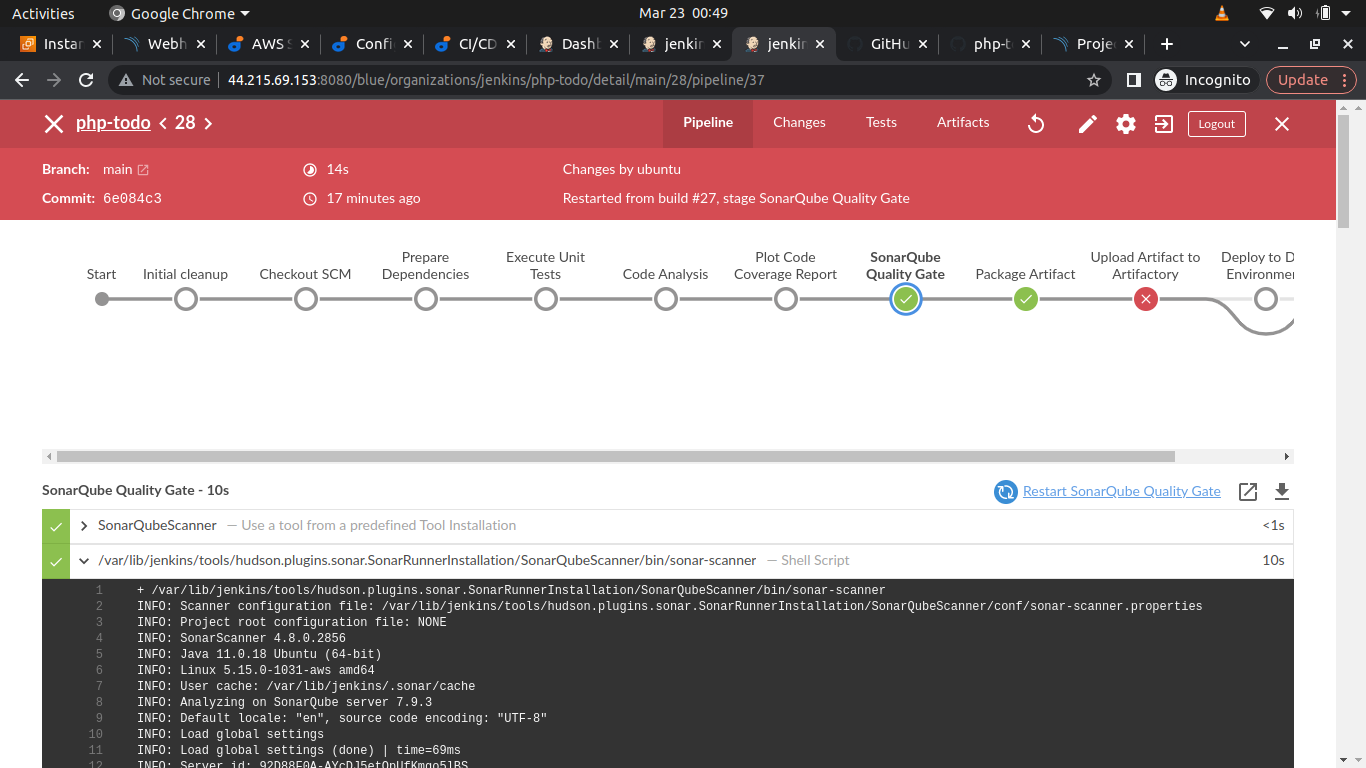 Activities Google Chrome Mar 23 00:49
Instan Webh AWS S Confi CI/CD Dashb jenkin jenkin GitHu php-to Projec
Not secure 44.215.69.153:8080/blue/organizations/jenkins/php-todo/detail/main/28/pipeline/37 Incognito Update
php-todo < 28 > Pipeline Changes Tests Artifacts Logout
Branch: main 14s Changes by ubuntu
Commit: 6e084c3 17 minutes ago Restarted from build #27, stage SonarQube Quality Gate
Start Initial cleanup Checkout SCM Prepare Dependencies Execute Unit Tests Code Analysis Plot Code Coverage Report SonarQube Quality Gate Package Artifact Upload Artifact to Artifactory Deploy to D Environmen
SonarQube Quality Gate - 10s Restart SonarQube Quality Gate
SonarQubeScanner — Use a tool from a predefined Tool Installation <1s
/var/lib/jenkins/tools/hudson.plugins.sonar.SonarRunnerInstallation/SonarQubeScanner/bin/sonar-scanner — Shell Script 10s
1 + /var/lib/jenkins/tools/hudson.plugins.sonar.SonarRunnerInstallation/SonarQubeScanner/bin/sonar-scanner
2 INFO: Scanner configuration file: /var/lib/jenkins/tools/hudson.plugins.sonar.SonarRunnerInstallation/SonarQubeScanner/conf/sonar-scanner.properties
3 INFO: Project root configuration file: NONE
4 INFO: SonarScanner 4.8.0.2856
5 INFO: Java 11.0.18 Ubuntu (64-bit)
6 INFO: Linux 5.15.0-1031-aws amd64
7 INFO: User cache: /var/lib/jenkins/.sonar/cache
8 INFO: Analyzing on SonarQube server 7.9.3
9 INFO: Default locale: "en", source code encoding: "UTF-8"
10 INFO: Load global settings
11 INFO: Load global settings (done) | time=69ms
12 INFO: Server id: